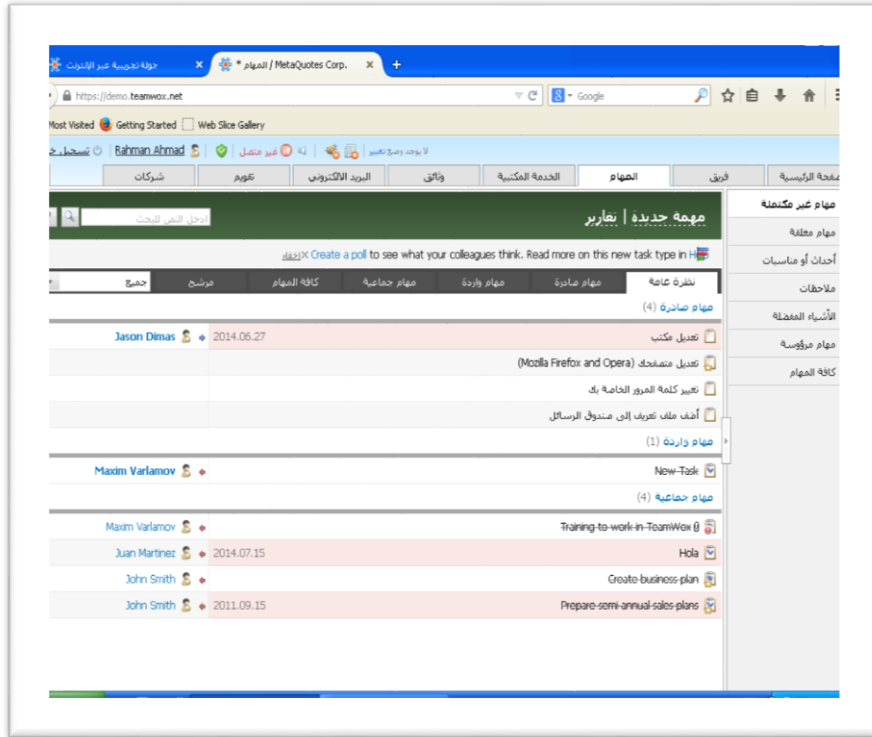 جولة تجريبية عبر الإنترنت
* المهام / MetaQuotes Corp.
https://demo.teamwox.net
Google
Most Visited Getting Started Web Slice Gallery
لا يوجد وضع تغيير
غير متصل
Rahman Ahmad
تسجيل
صفحة الرئيسية فريق المهام الخدمة المكتبية وثائق البريد الالكتروني تقويم شركات
مهام غير مكتملة
مهام معلقة
أحداث أو مناسبات
ملاحظات
الأشياء المفضلة
مهام مرؤوسة
كافة المهام
مهمة جديدة | تقارير
ادخل النص للبحث
Create a poll to see what your colleagues think. Read more on this new task type in H
إخفاء
نظرة عامة مهام صادرة مهام واردة مهام جماعية كافة المهام مرشح جميع
مهام صادرة (4)
تعديل مكتب 2014.06.27 Jason Dimas
تعديل متصفحك (Mozilla Firefox and Opera)
تغيير كلمة المرور الخاصة بك
أضف ملف تعريف إلى صندوق الرسائل
مهام واردة (1)
New Task Maxim Varlamov
مهام جماعية (4)
Training to work in TeamWox Maxim Varlamov
Hola 2014.07.15 Juan Martinez
Create business plan John Smith
Prepare semi-annual sales plans 2011.09.15 John Smith